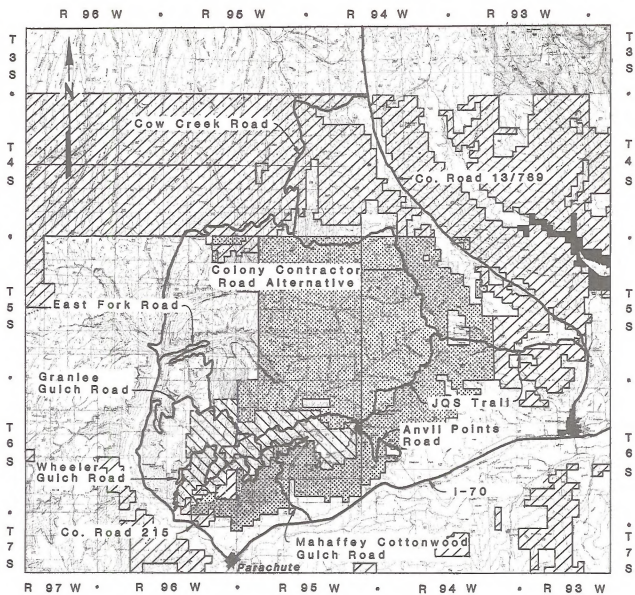 R 96 W • R 95 W • R 94 W • R 93 W •
T 3 S
T 3 S
N
Cow Creek Road
T 4 S
T 4 S
Co. Road 13/789
Colony Contractor
Road Alternative
T 5 S
T 5 S
East Fork Road
Granlee
Gulch Road
JQS Trail
Anvil Points
Road
T 6 S
T 6 S
Wheeler
Gulch Road
I-70
Co. Road 215
Mahaffey Cottonwood
Gulch Road
T 7 S
T 7 S
Parachute
R 97 W • R 96 W • R 95 W • R 94 W • R 93 W